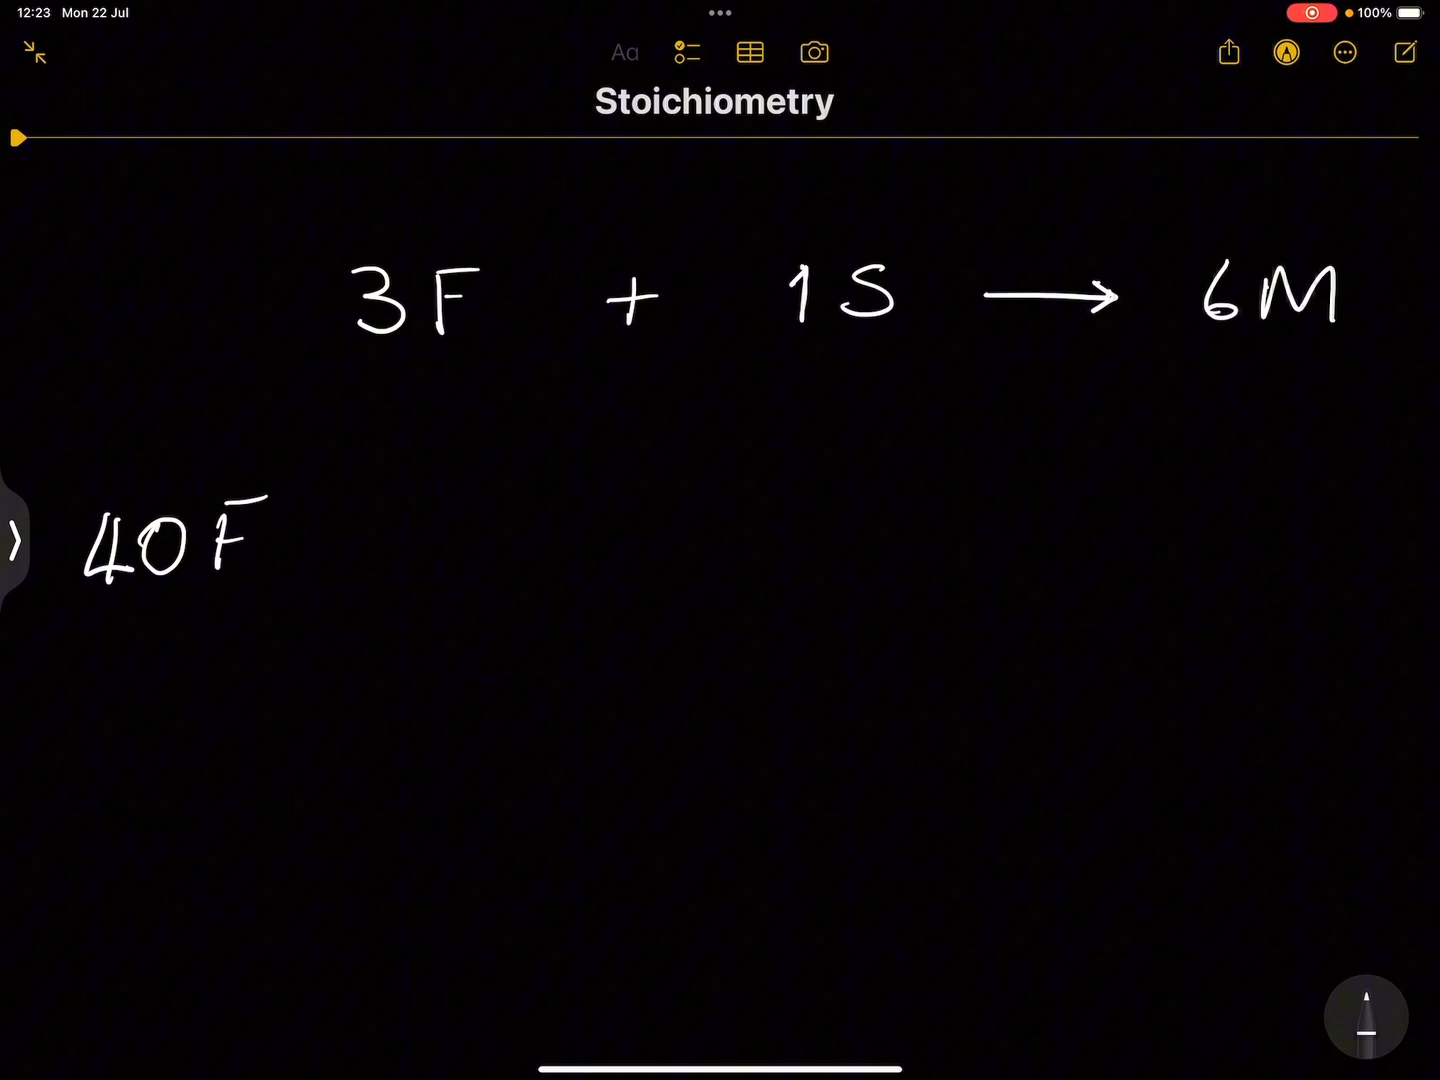 12:23 Mon 22 Jul
100%
Aa
Stoichiometry
3F + 1S → 6M
40F